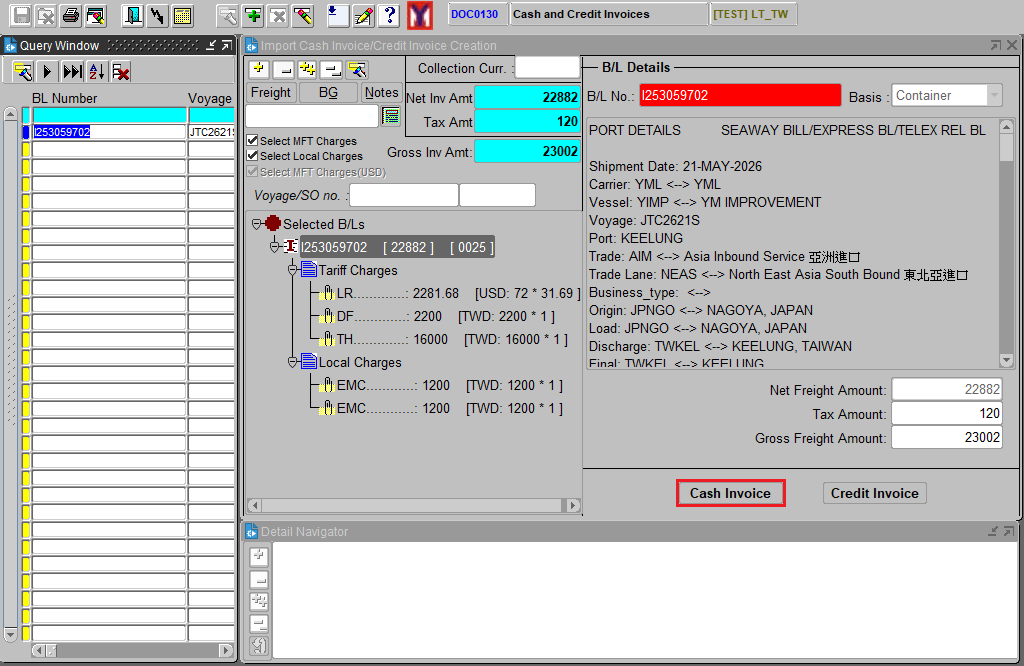 DOC0130 Cash and Credit Invoices [TEST] LT_TW
Query Window
BL Number Voyage
I253059702 JTC2621S
Import Cash Invoice/Credit Invoice Creation
Collection Curr. :
Freight BG Notes
Net Inv Amt 22882
Tax Amt 120
Gross Inv Amt: 23002
Select MFT Charges
Select Local Charges
Select MFT Charges(USD)
Voyage/SO no. :
Selected B/Ls
I253059702 [ 22882 ] [ 0025 ]
Tariff Charges
LR.............: 2281.68 [USD: 72 * 31.69 ]
DF.............: 2200 [TWD: 2200 * 1 ]
TH.............: 16000 [TWD: 16000 * 1 ]
Local Charges
EMC............: 1200 [TWD: 1200 * 1 ]
EMC............: 1200 [TWD: 1200 * 1 ]
B/L Details
B/L No.: I253059702 Basis : Container
PORT DETAILS SEAWAY BILL/EXPRESS BL/TELEX REL BL
Shipment Date: 21-MAY-2026
Carrier: YML <--> YML
Vessel: YIMP <--> YM IMPROVEMENT
Voyage: JTC2621S
Port: KEELUNG
Trade: AIM <--> Asia Inbound Service 亞洲進口
Trade Lane: NEAS <--> North East Asia South Bound 東北亞進口
Business_type: <-->
Origin: JPNGO <--> NAGOYA, JAPAN
Load: JPNGO <--> NAGOYA, JAPAN
Discharge: TWKEL <--> KEELUNG, TAIWAN
Final: TWKEL <--> KEELUNG
Net Freight Amount: 22882
Tax Amount: 120
Gross Freight Amount: 23002
Cash Invoice Credit Invoice
Detail Navigator